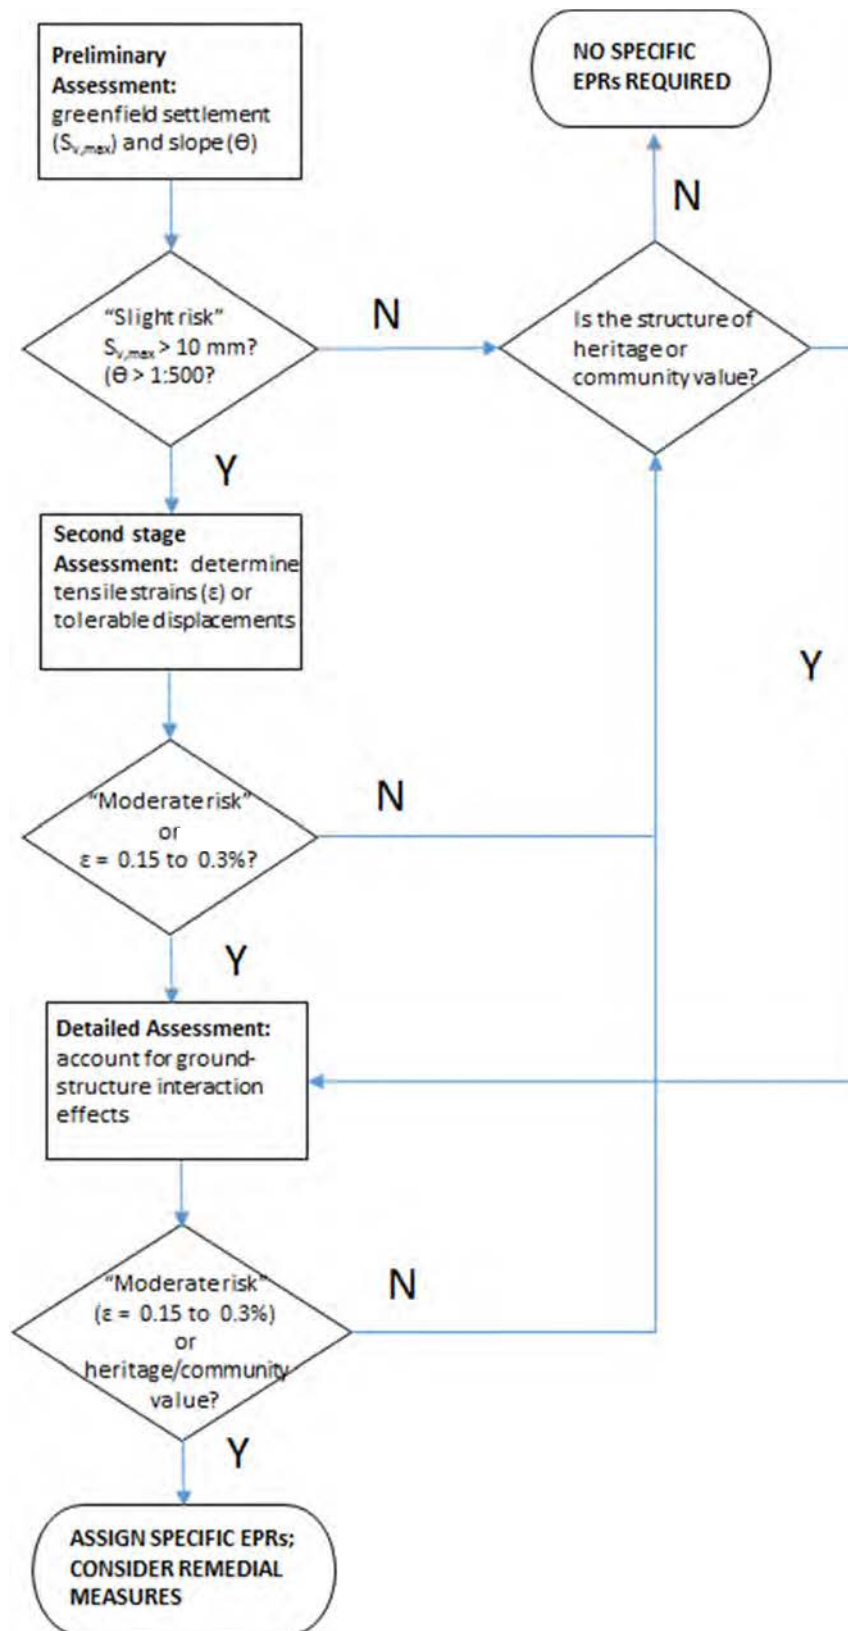 Preliminary
Assessment:
greenfield settlement
(Sv,max) and slope (Θ)
NO SPECIFIC
EPRs REQUIRED
N
"Slight risk"
Sv,max > 10 mm?
(Θ > 1:500?
N
Is the structure of
heritage or
community value?
Y
Second stage
Assessment: determine
tensile strains (ε) or
tolerable displacements
Y
"Moderate risk"
or
ε = 0.15 to 0.3%?
N
Y
Detailed Assessment:
account for ground-
structure interaction
effects
"Moderate risk"
(ε = 0.15 to 0.3%)
or
heritage/community
value?
N
Y
ASSIGN SPECIFIC EPRs;
CONSIDER REMEDIAL
MEASURES